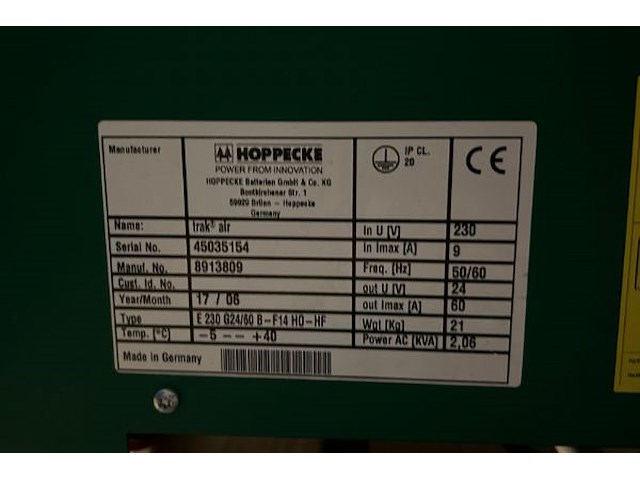 Manufacturer
HOPPECKE
POWER FROM INNOVATION
HOPPECKE Batterien GmbH & Co. KG
Bontkirchener Str. 1
59929 Brilon - Hoppecke
Germany
IP CL.
20
CE
Name: trak® air
Serial No. 45035154
Manuf. No. 8913809
Cust. Id. No.
Year/Month 17 / 06
Type E 230 G24/60 B-F14 HO-HF
Temp. [°C] -5 -- +40
Made in Germany
In U [V] 230
In Imax [A] 9
Freq. [Hz] 50/60
out U [V] 24
out Imax [A] 60
Wgt [Kg] 21
Power AC [KVA] 2,06